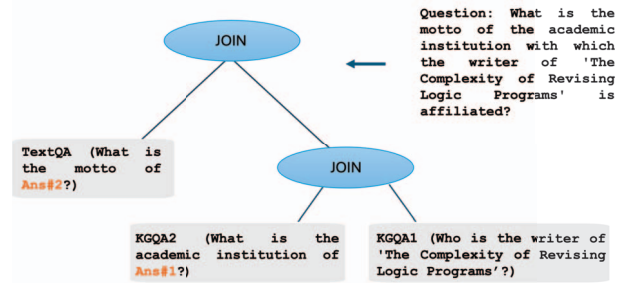 Question: What is the
motto of the academic
institution with which
the writer of 'The
Complexity of Revising
Logic Programs' is
affiliated?
JOIN
TextQA (What is
the motto of
Ans#2?)
JOIN
KGQA2 (What is the
academic institution of
Ans#1?)
KGQA1 (Who is the writer of
'The Complexity of Revising
Logic Programs'?)